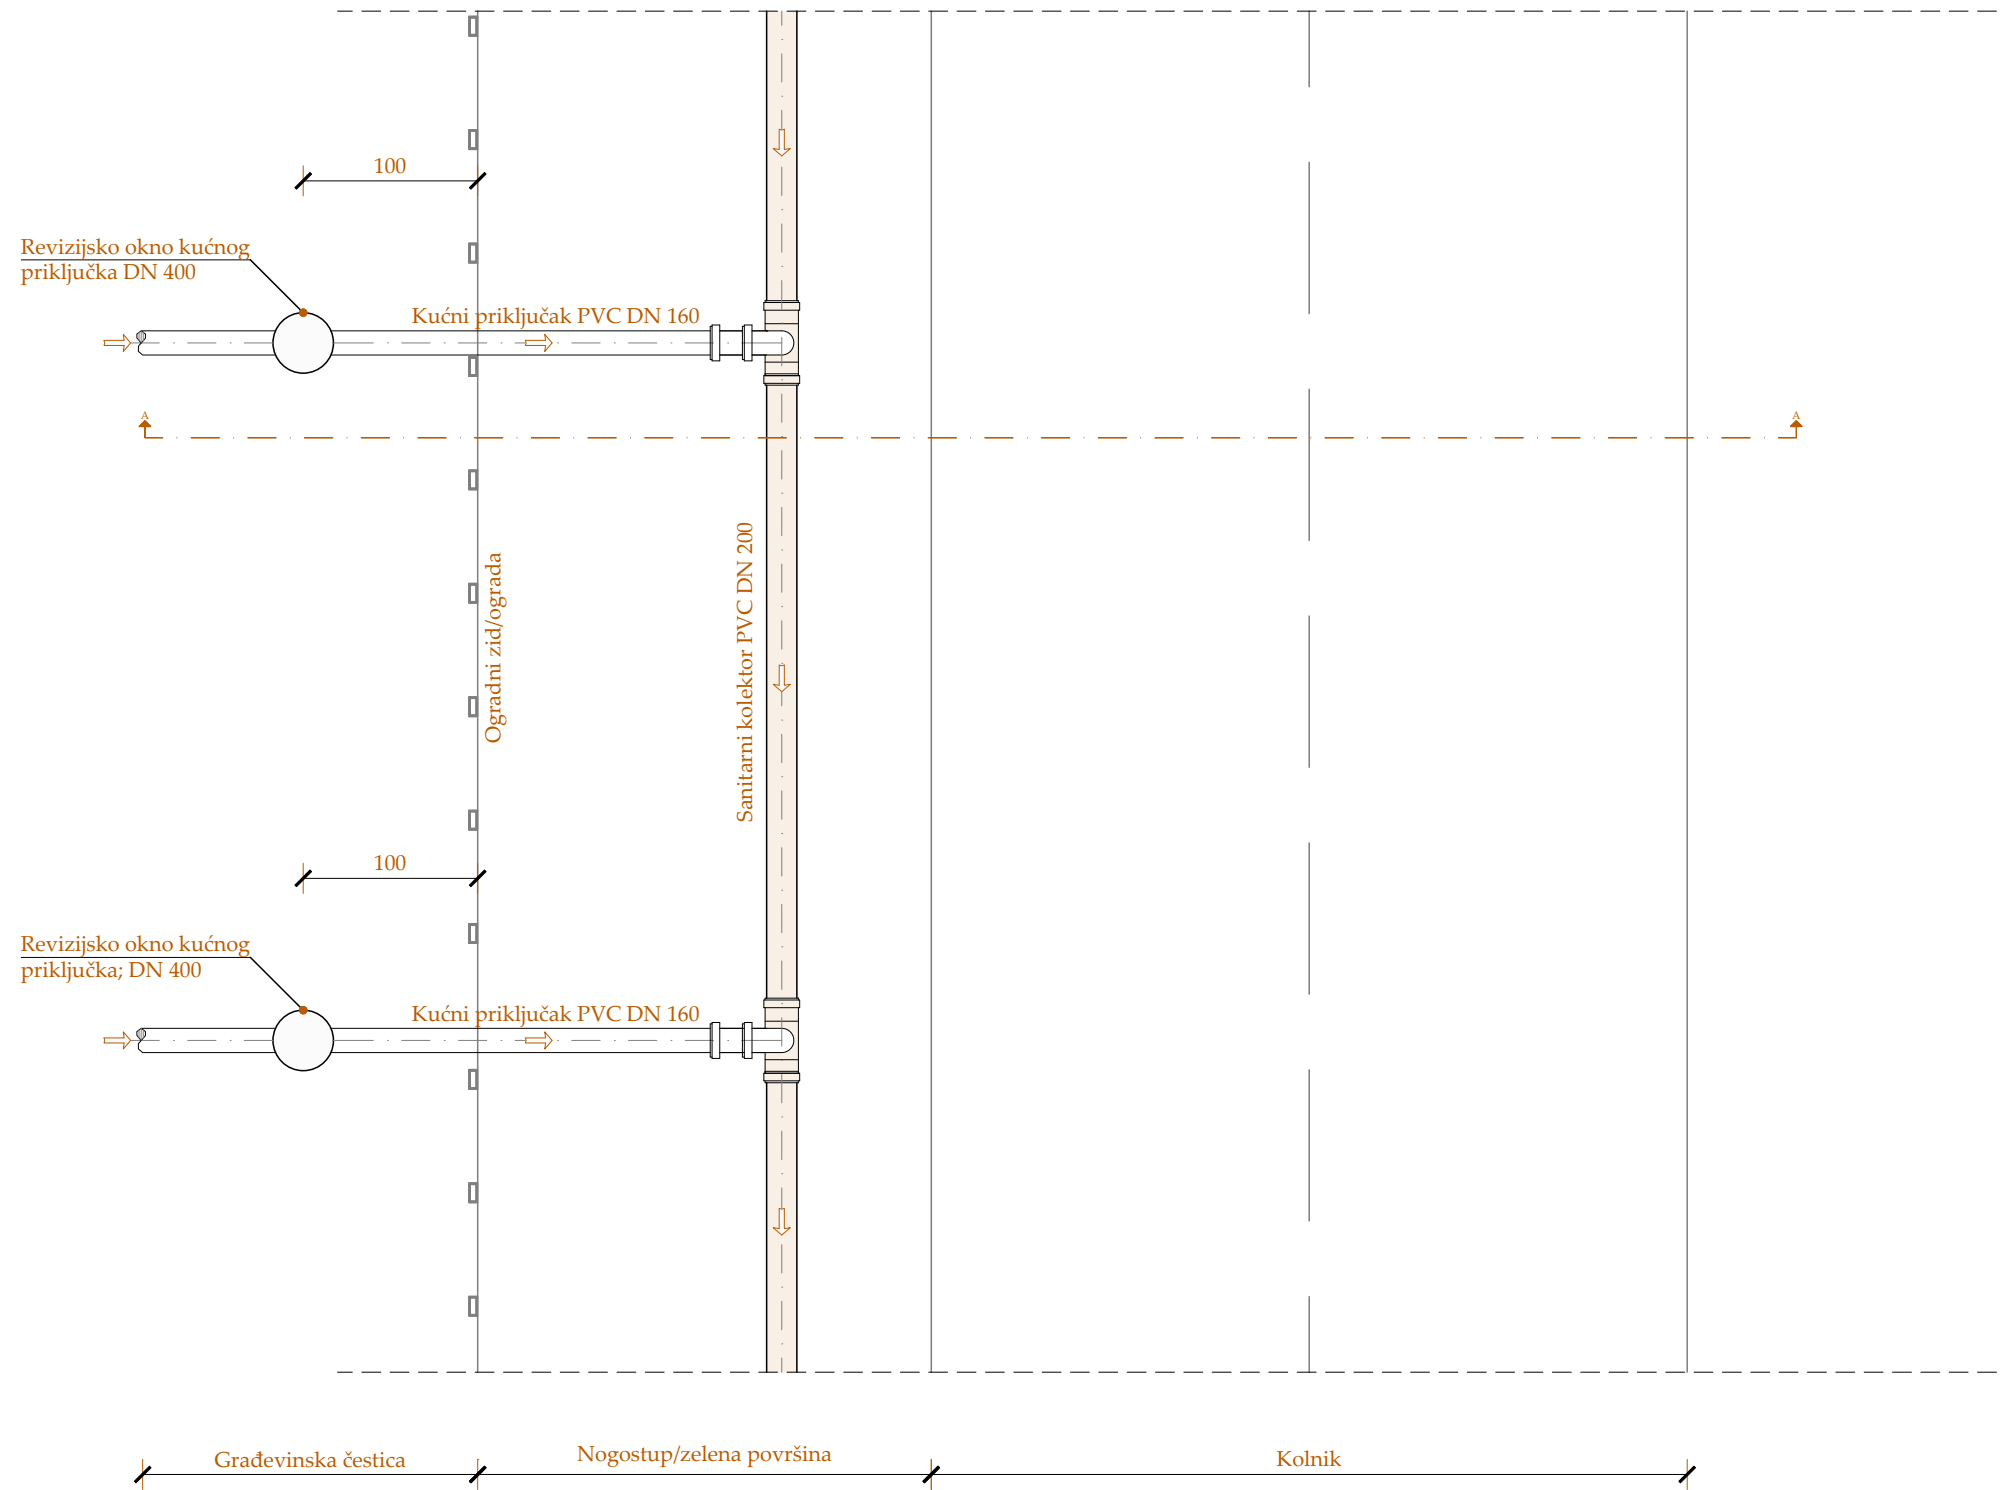 100
Revizijsko okno kućnog
priključka DN 400
Kućni priključak PVC DN 160
A
A
Ogradni zid/ograda
Sanitarni kolektor PVC DN 200
100
Revizijsko okno kućnog
priključka; DN 400
Kućni priključak PVC DN 160
Građevinska čestica
Nogostup/zelena površina
Kolnik